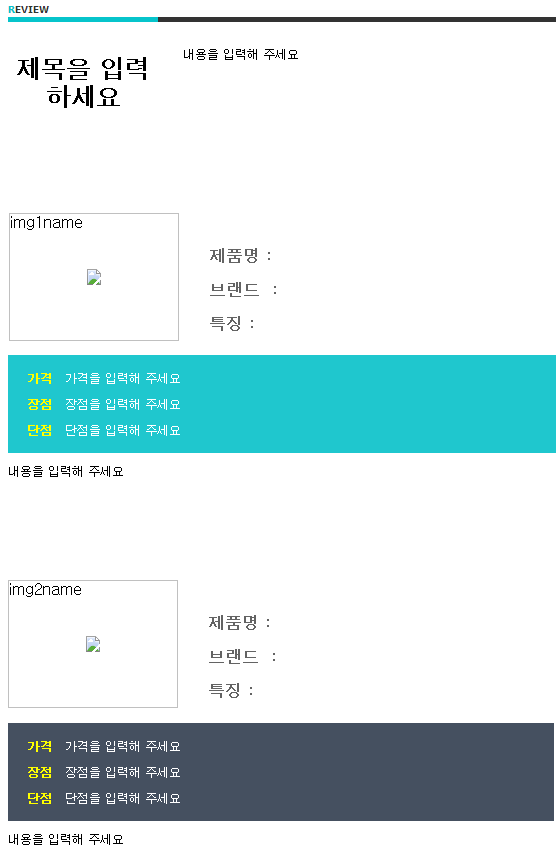 REVIEW
제목을 입력
하세요
내용을 입력해 주세요
img1name
제품명 :
브랜드 :
특징 :
가격 가격을 입력해 주세요
장점 장점을 입력해 주세요
단점 단점을 입력해 주세요
내용을 입력해 주세요
img2name
제품명 :
브랜드 :
특징 :
가격 가격을 입력해 주세요
장점 장점을 입력해 주세요
단점 단점을 입력해 주세요
내용을 입력해 주세요